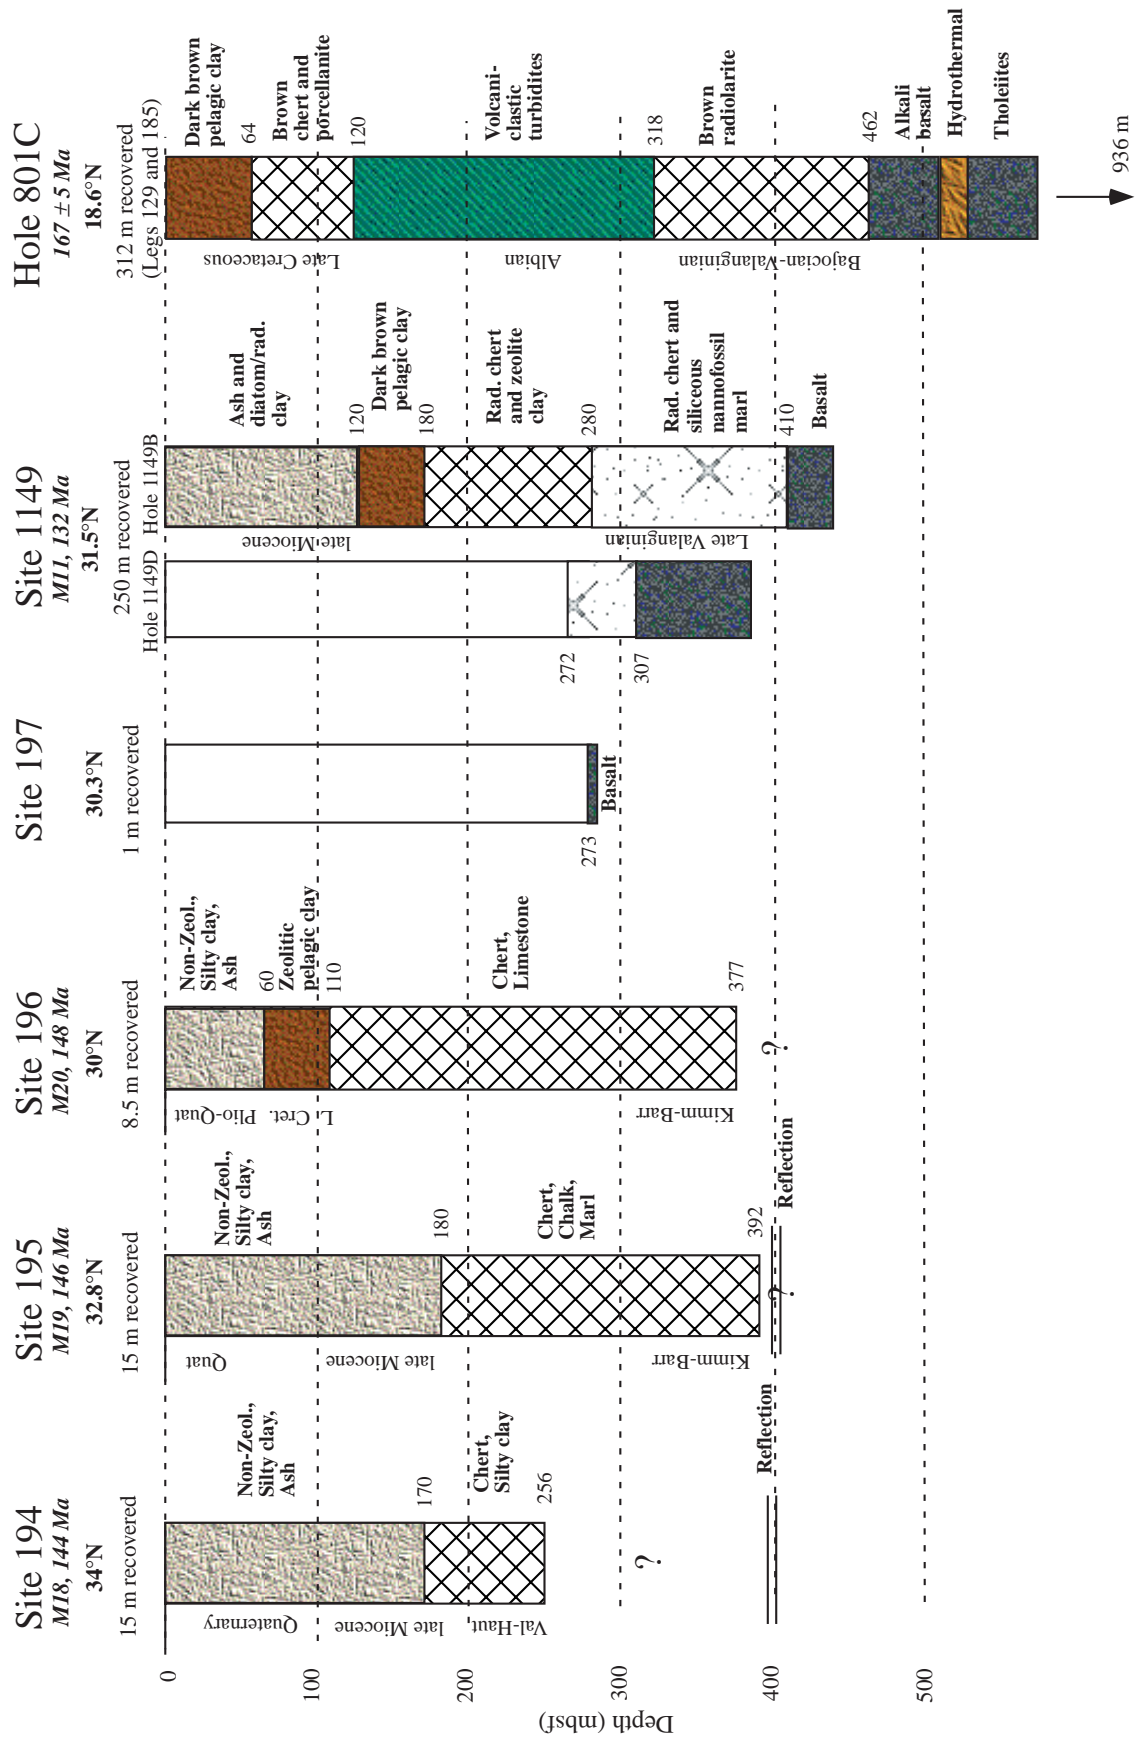 Site 194
M18, 144 Ma
34°N
15 m recovered
Non-Zeol.,
Silty clay,
Ash
170
Chert,
Silty clay
256
Quaternary
late Miocene
Val-Haut
?
Reflection
Site 195
M19, 146 Ma
32.8°N
15 m recovered
Non-Zeol.,
Silty clay,
Ash
180
Chert,
Chalk,
Marl
392
Quat
late Miocene
Kimm-Barr
?
Reflection
Site 196
M20, 148 Ma
30°N
8.5 m recovered
Non-Zeol.,
Silty clay,
Ash
60
Zeolitic
pelagic clay
110
Chert,
Limestone
377
Plio-Quat
L. Cret.
Kimm-Barr
?
Site 197
30.3°N
1 m recovered
273
Basalt
Site 1149
M11, 132 Ma
31.5°N
250 m recovered
Hole 1149D
Hole 1149B
272
307
Ash and
diatom/rad.
clay
120
Dark brown
pelagic clay
180
Rad. chert
and zeolite
clay
280
Rad. chert and
siliceous
nannofossil
marl
410
Basalt
late Miocene
Late Valanginian
Hole 801C
167 ± 5 Ma
18.6°N
312 m recovered
(Legs 129 and 185)
Dark brown
pelagic clay
64
Brown
chert and
porcellanite
120
Volcani-
clastic
turbidites
318
Brown
radiolarite
462
Alkali
basalt
Hydrothermal
Tholeiites
936 m
Late Cretaceous
Albian
Bajocian-Valanginian
0
100
200
300
400
500
Depth (mbsf)